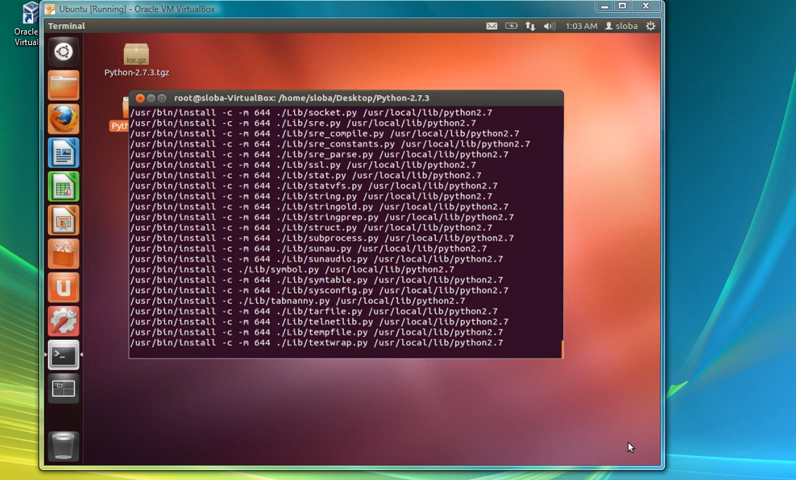 Ubuntu [Running] - Oracle VM VirtualBox
Oracle
Virtual
Terminal
1:03 AM
sloba
tar.gz
Python-2.7.3.tgz
Pyth
root@sloba-VirtualBox: /home/sloba/Desktop/Python-2.7.3
/usr/bin/install -c -m 644 ./Lib/socket.py /usr/local/lib/python2.7
/usr/bin/install -c -m 644 ./Lib/sre.py /usr/local/lib/python2.7
/usr/bin/install -c -m 644 ./Lib/sre_compile.py /usr/local/lib/python2.7
/usr/bin/install -c -m 644 ./Lib/sre_constants.py /usr/local/lib/python2.7
/usr/bin/install -c -m 644 ./Lib/sre_parse.py /usr/local/lib/python2.7
/usr/bin/install -c -m 644 ./Lib/ssl.py /usr/local/lib/python2.7
/usr/bin/install -c -m 644 ./Lib/stat.py /usr/local/lib/python2.7
/usr/bin/install -c -m 644 ./Lib/statvfs.py /usr/local/lib/python2.7
/usr/bin/install -c -m 644 ./Lib/string.py /usr/local/lib/python2.7
/usr/bin/install -c -m 644 ./Lib/stringold.py /usr/local/lib/python2.7
/usr/bin/install -c -m 644 ./Lib/stringprep.py /usr/local/lib/python2.7
/usr/bin/install -c -m 644 ./Lib/struct.py /usr/local/lib/python2.7
/usr/bin/install -c -m 644 ./Lib/subprocess.py /usr/local/lib/python2.7
/usr/bin/install -c -m 644 ./Lib/sunau.py /usr/local/lib/python2.7
/usr/bin/install -c -m 644 ./Lib/sunaudio.py /usr/local/lib/python2.7
/usr/bin/install -c ./Lib/symbol.py /usr/local/lib/python2.7
/usr/bin/install -c -m 644 ./Lib/symtable.py /usr/local/lib/python2.7
/usr/bin/install -c -m 644 ./Lib/sysconfig.py /usr/local/lib/python2.7
/usr/bin/install -c ./Lib/tabnanny.py /usr/local/lib/python2.7
/usr/bin/install -c -m 644 ./Lib/tarfile.py /usr/local/lib/python2.7
/usr/bin/install -c -m 644 ./Lib/telnetlib.py /usr/local/lib/python2.7
/usr/bin/install -c -m 644 ./Lib/tempfile.py /usr/local/lib/python2.7
/usr/bin/install -c -m 644 ./Lib/textwrap.py /usr/local/lib/python2.7